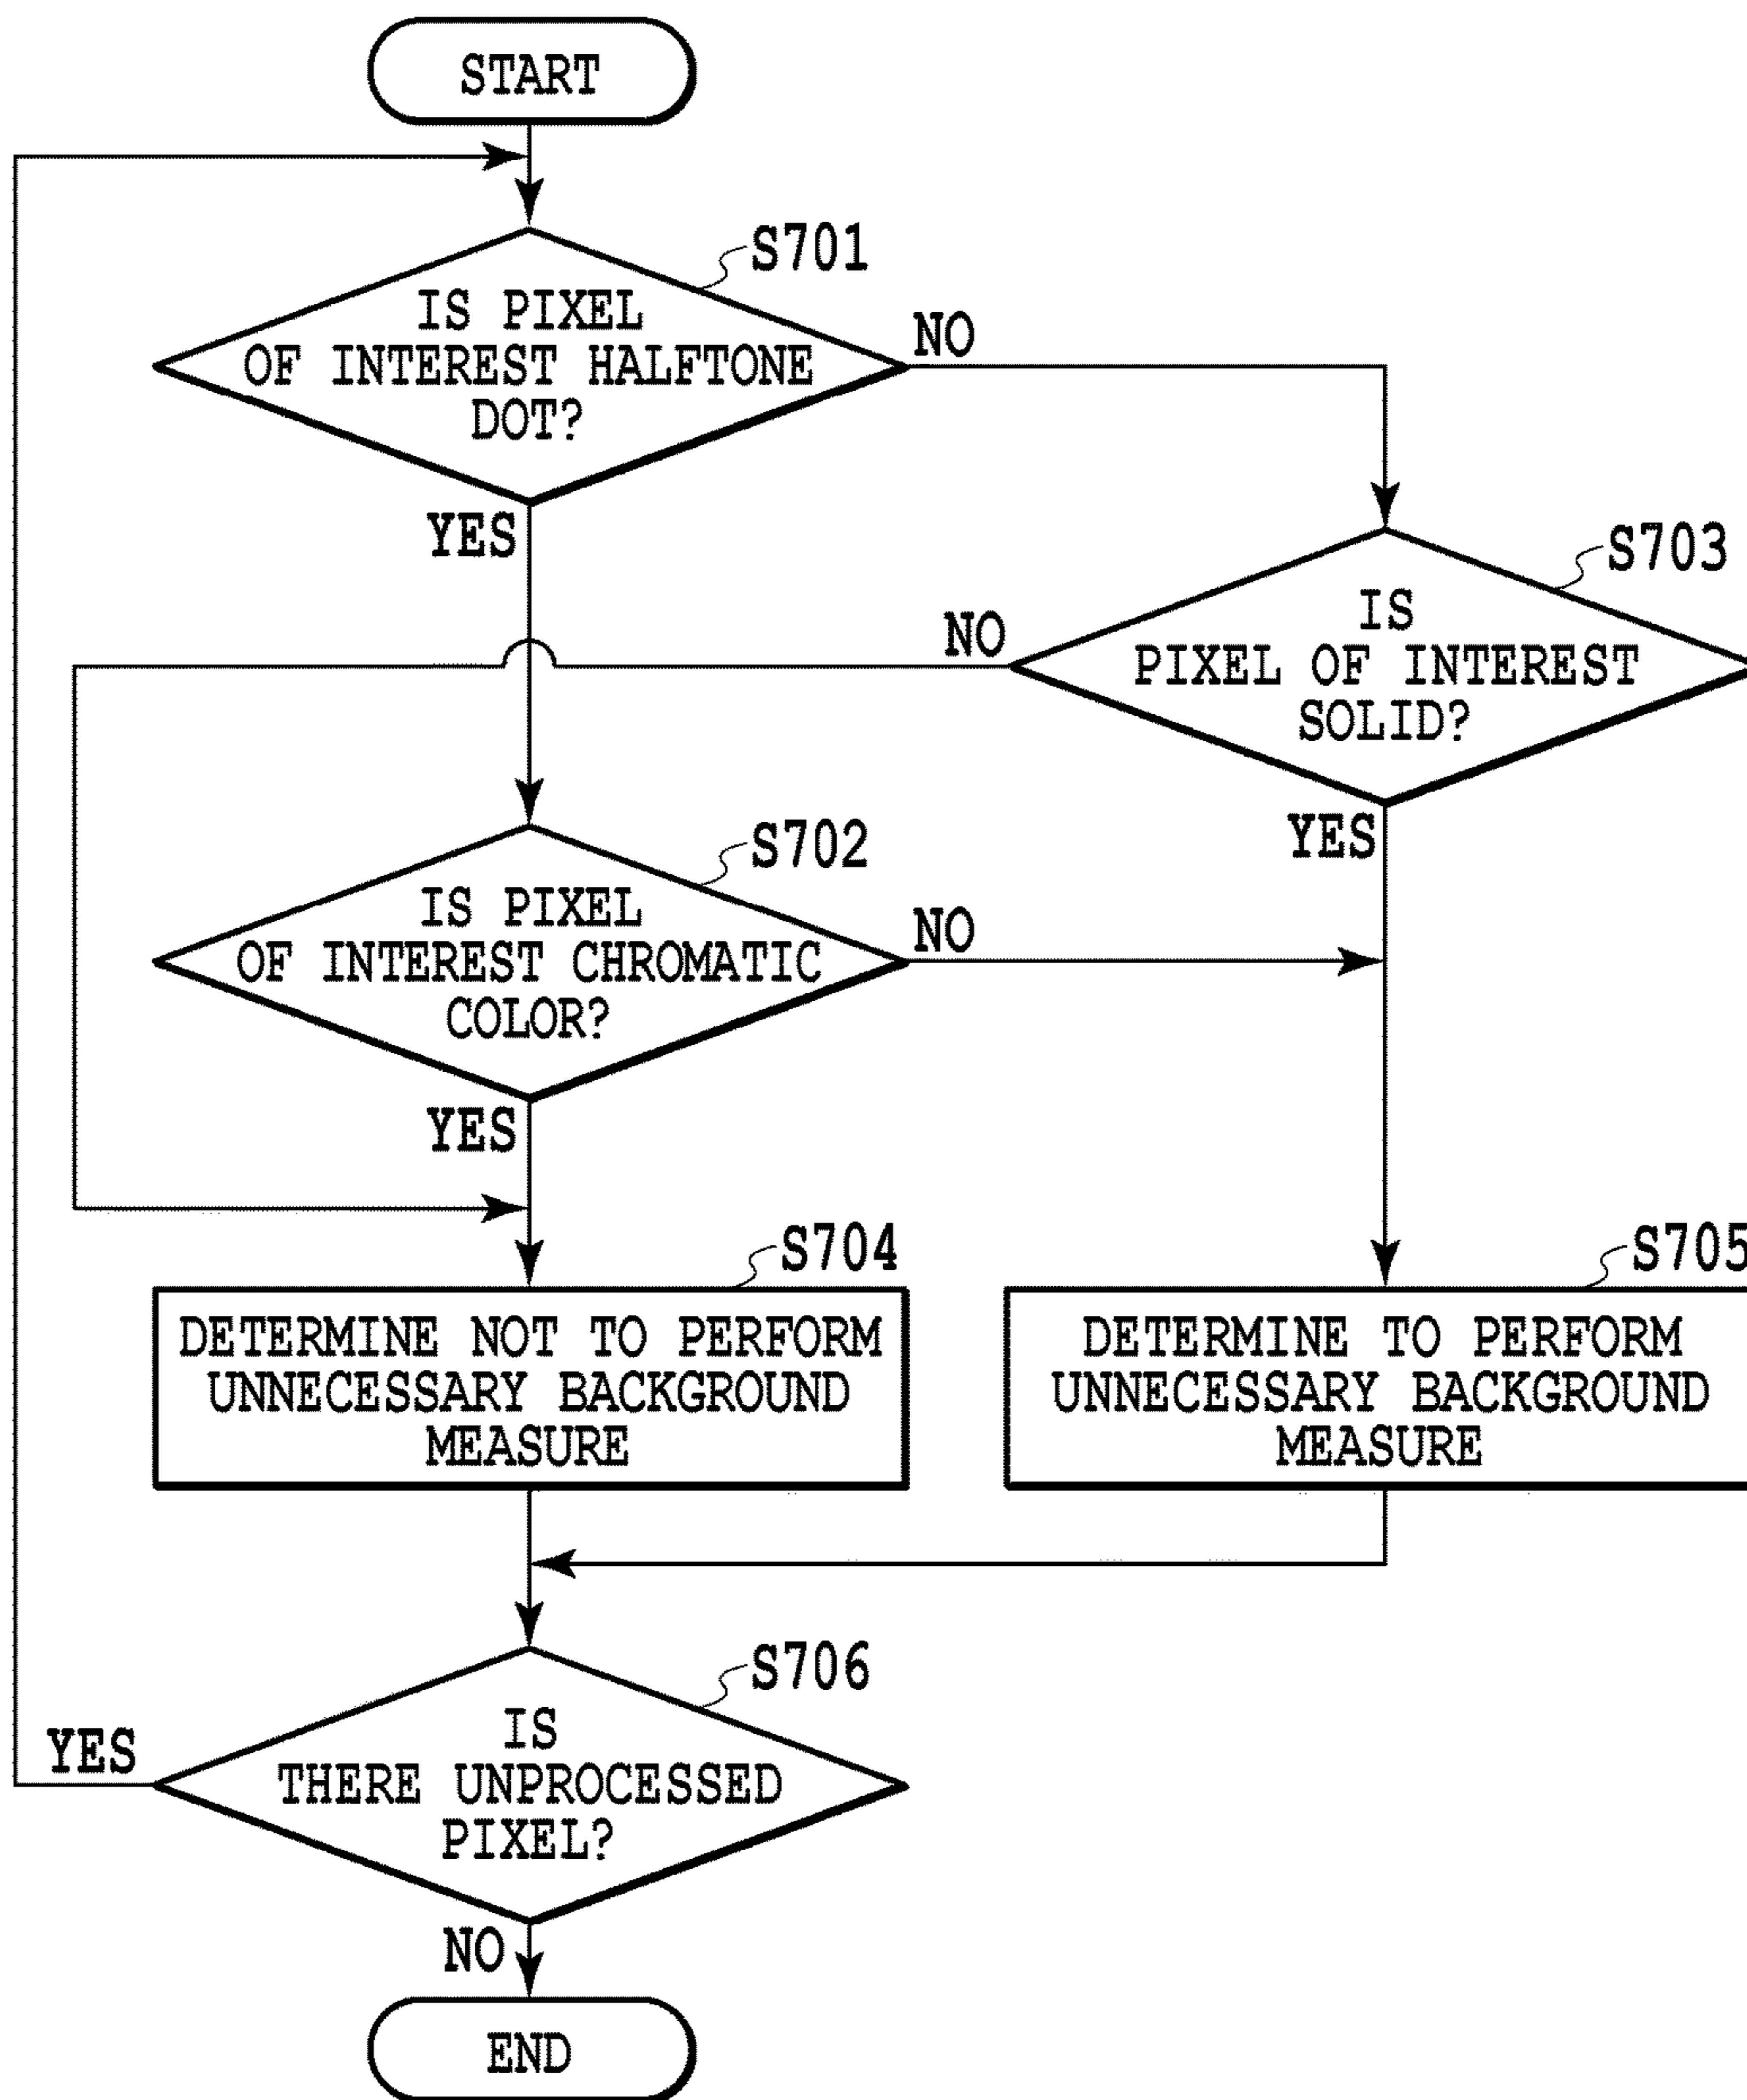 START
S701
IS PIXEL
OF INTEREST HALFTONE
DOT?
NO
YES
S703
IS
PIXEL OF INTEREST
SOLID?
NO
YES
S702
IS PIXEL
OF INTEREST CHROMATIC
COLOR?
NO
YES
S704
DETERMINE NOT TO PERFORM
UNNECESSARY BACKGROUND
MEASURE
S705
DETERMINE TO PERFORM
UNNECESSARY BACKGROUND
MEASURE
S706
IS
THERE UNPROCESSED
PIXEL?
YES
NO
END